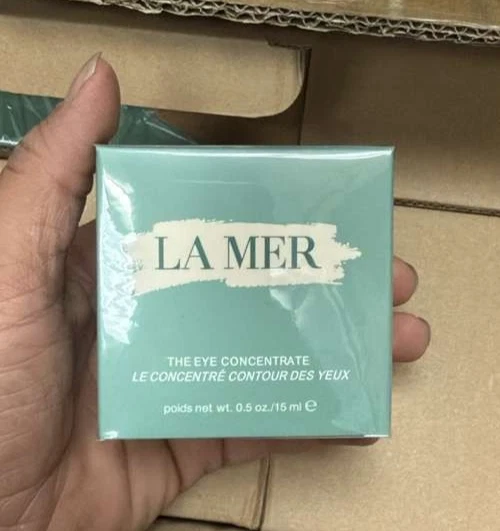 LA MER
THE EYE CONCENTRATE
LE CONCENTRÉ CONTOUR DES YEUX
poids net wt. 0.5 oz./15 ml ℮